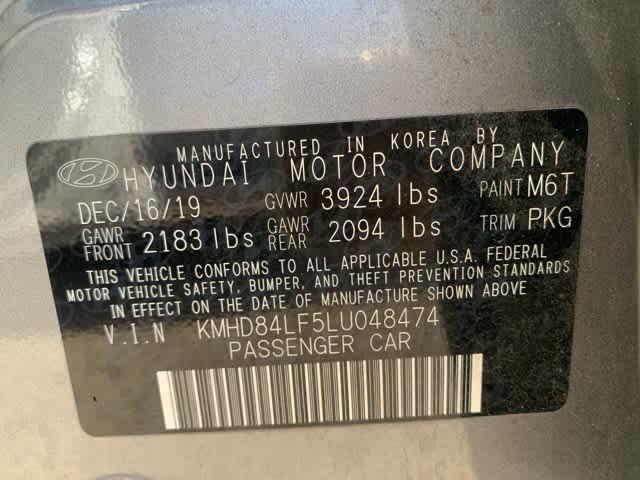 MANUFACTURED IN KOREA BY
HYUNDAI MOTOR COMPANY
DEC/16/19 GVWR 3924 lbs PAINT M6T
GAWR FRONT 2183 lbs GAWR REAR 2094 lbs TRIM PKG
THIS VEHICLE CONFORMS TO ALL APPLICABLE U.S.A. FEDERAL
MOTOR VEHICLE SAFETY, BUMPER, AND THEFT PREVENTION STANDARDS
IN EFFECT ON THE DATE OF MANUFACTURE SHOWN ABOVE
V.I.N KMHD84LF5LU048474
PASSENGER CAR